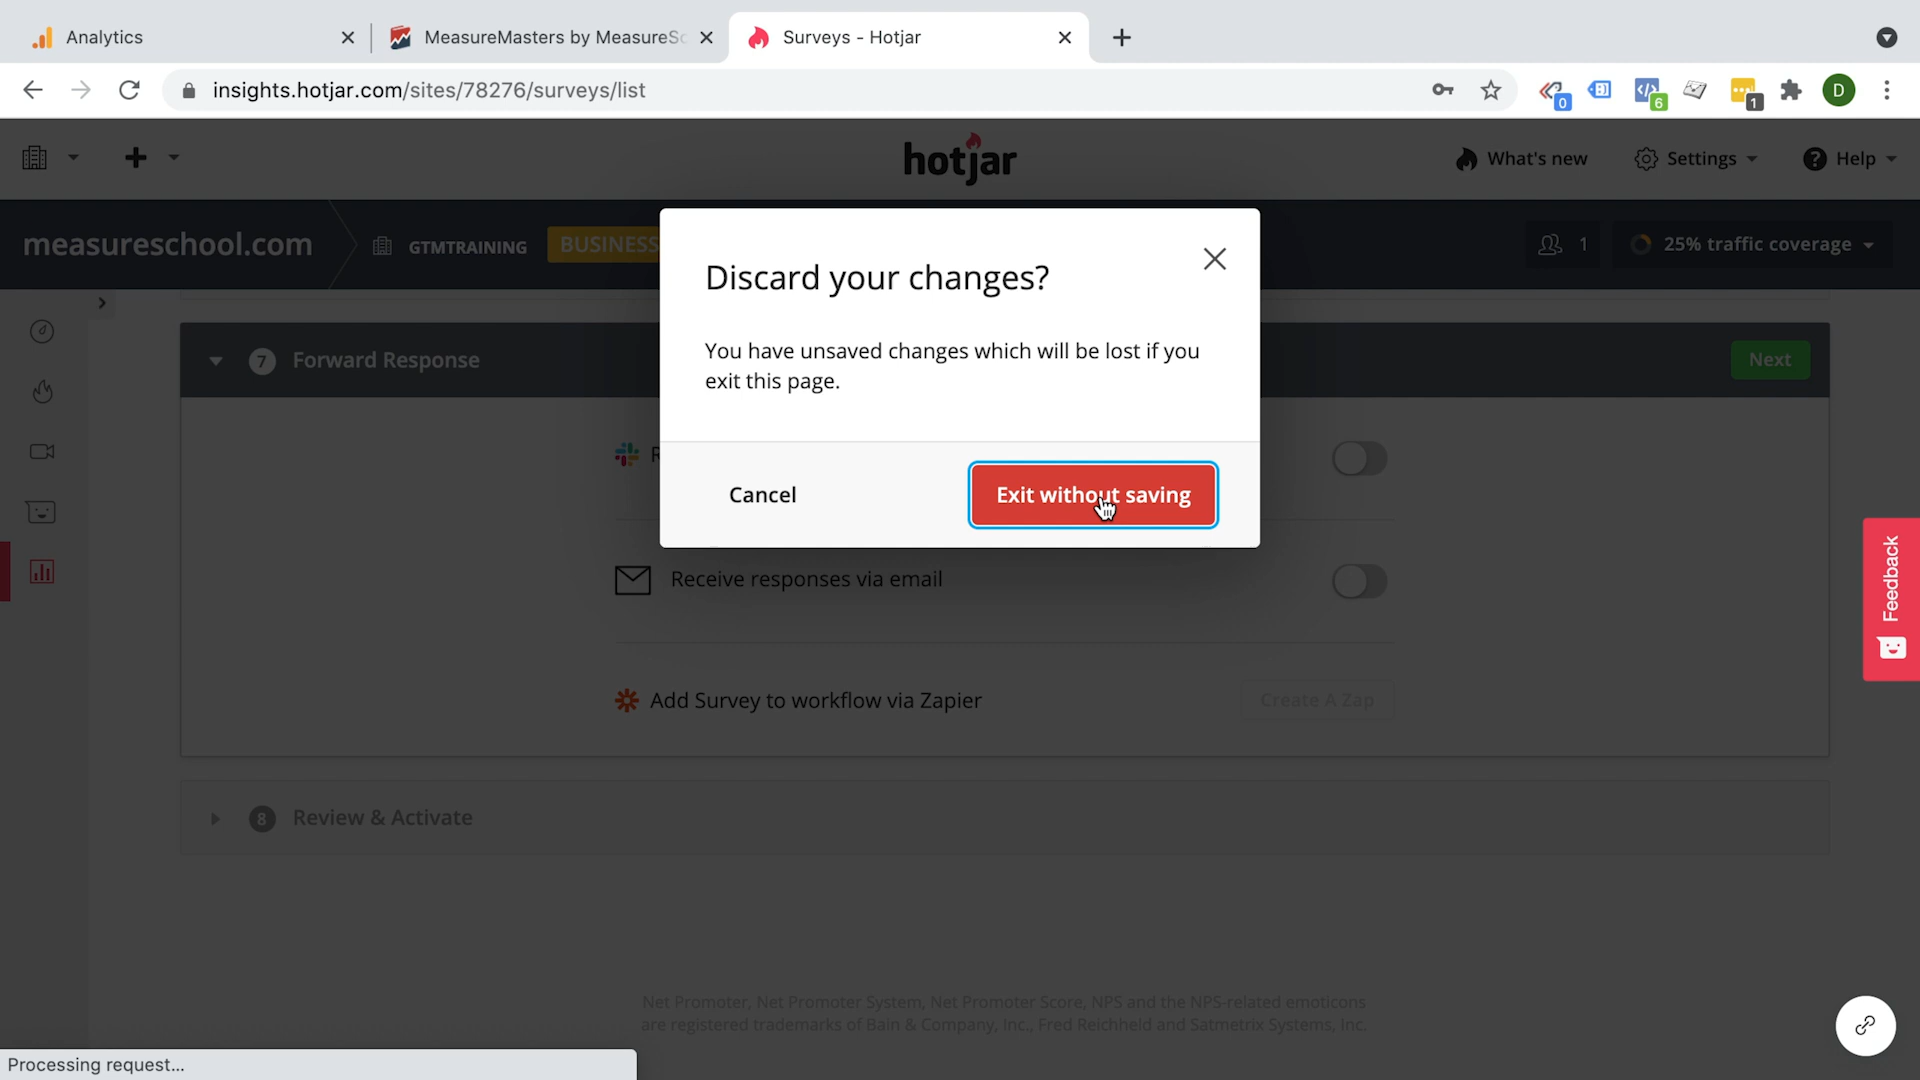 Analytics
MeasureMasters by MeasureSc
Surveys - Hotjar
insights.hotjar.com/sites/78276/surveys/list
0
6
1
D
hotjar
What's new
Settings
Help
measureschool.com
GTMTRAINING
BUSINESS
1
25% traffic coverage
Discard your changes?
You have unsaved changes which will be lost if you
exit this page.
Cancel
Exit without saving
7 Forward Response
Next
R
Receive responses via email
Add Survey to workflow via Zapier
Create A Zap
8 Review & Activate
Feedback
Net Promoter, Net Promoter System, Net Promoter Score, NPS and the NPS-related emoticons
are registered trademarks of Bain & Company, Inc., Fred Reichheld and Satmetrix Systems, Inc.
Processing request...